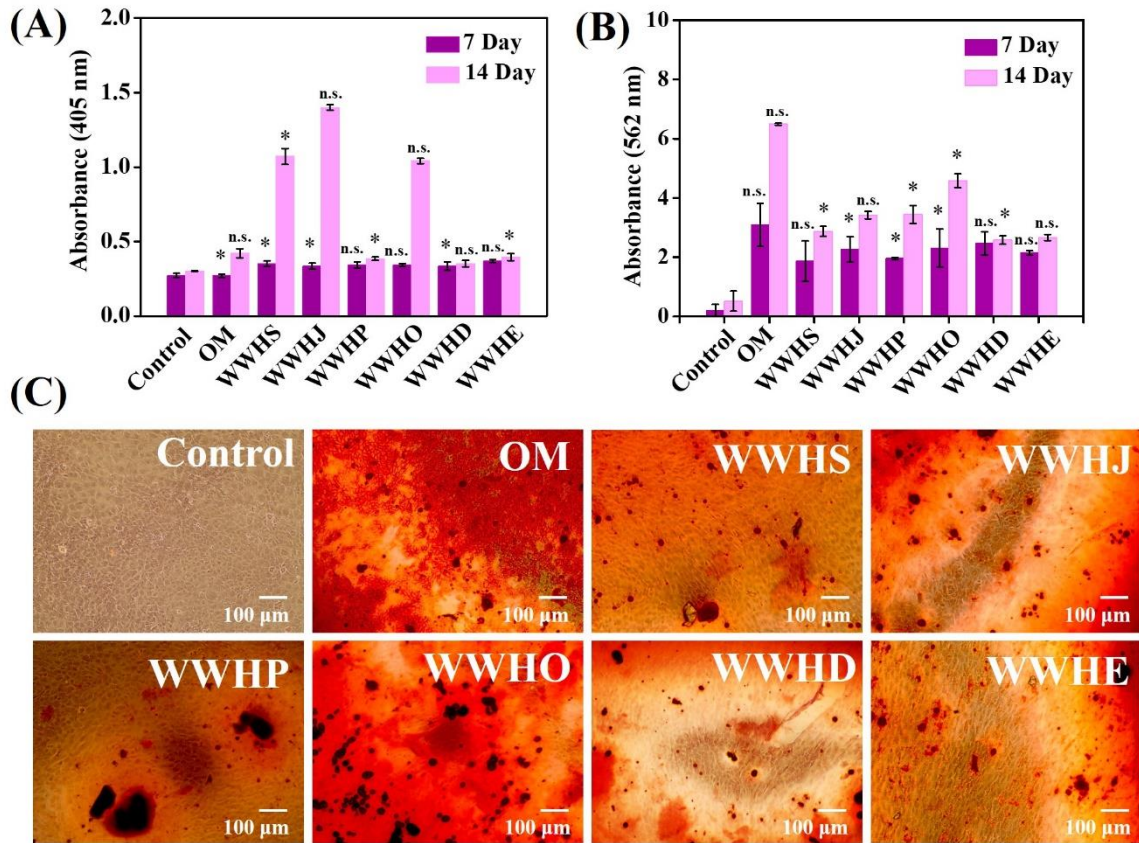 (A)
Absorbance (405 nm)
2.0
1.5
1.0
0.5
0.0
7 Day
14 Day
* n.s. * * * n.s. n.s. * n.s. n.s. * n.s. n.s. *
Control
OM
WWHS
WWHJ
WWHP
WWHO
WWHD
WWHE
(B)
Absorbance (562 nm)
10
8
6
4
2
0
7 Day
14 Day
n.s. n.s. n.s. * * n.s. * * * * n.s. * n.s. n.s.
Control
OM
WWHS
WWHJ
WWHP
WWHO
WWHD
WWHE
(C)
Control
100 µm
OM
100 µm
WWHS
100 µm
WWHJ
100 µm
WWHP
100 µm
WWHO
100 µm
WWHD
100 µm
WWHE
100 µm